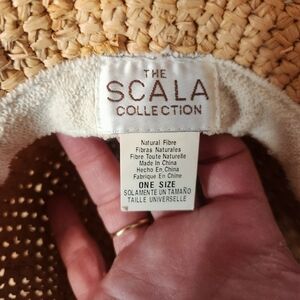 THE
SCALA
COLLECTION
Natural Fibre
Fibras Naturales
Fibre Toute Naturelle
Made In China
Hecho En China
Fabriqué En Chine
ONE SIZE
SOLAMENTE UN TAMAÑO
TAILLE UNIVERSELLE